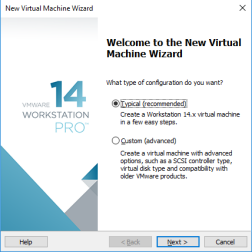 New Virtual Machine Wizard
Welcome to the New Virtual
Machine Wizard
What type of configuration do you want?
VMWARE
14
WORKSTATION
PRO™
Typical (recommended)
Create a Workstation 14.x virtual machine
in a few easy steps.
Custom (advanced)
Create a virtual machine with advanced
options, such as a SCSI controller type,
virtual disk type and compatibility with
older VMware products.
Help
< Back
Next >
Cancel